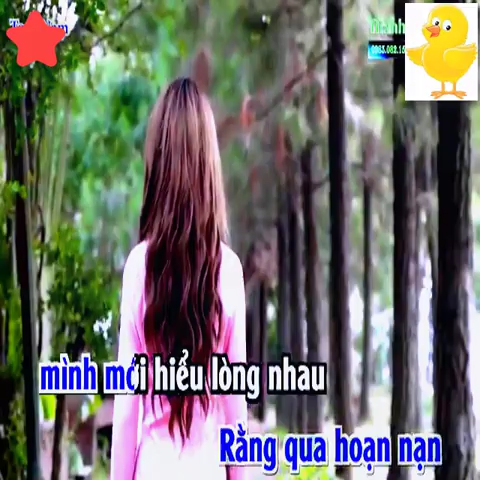 mình mới hiểu lòng nhau
Rằng qua hoạn nạn